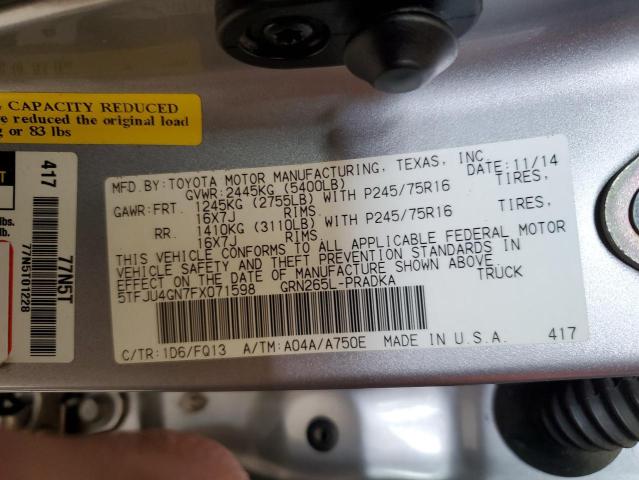 CAPACITY REDUCED
reduced the original load
or 83 lbs
417
77N5T
77N5T01228
MFD.BY:TOYOTA MOTOR MANUFACTURING, TEXAS, INC. DATE:11/14
GVWR:2445KG (5400LB)
GAWR:FRT. 1245KG (2755LB) WITH P245/75R16 TIRES,
16X7J RIMS
RR. 1410KG (3110LB) WITH P245/75R16 TIRES,
16X7J RIMS
THIS VEHICLE CONFORMS TO ALL APPLICABLE FEDERAL MOTOR
VEHICLE SAFETY AND THEFT PREVENTION STANDARDS IN
EFFECT ON THE DATE OF MANUFACTURE SHOWN ABOVE
5TFJU4GN7FX071598 GRN265L-PRADKA TRUCK
C/TR:1D6/FQ13 A/TM:A04A/A750E MADE IN U.S.A. 417